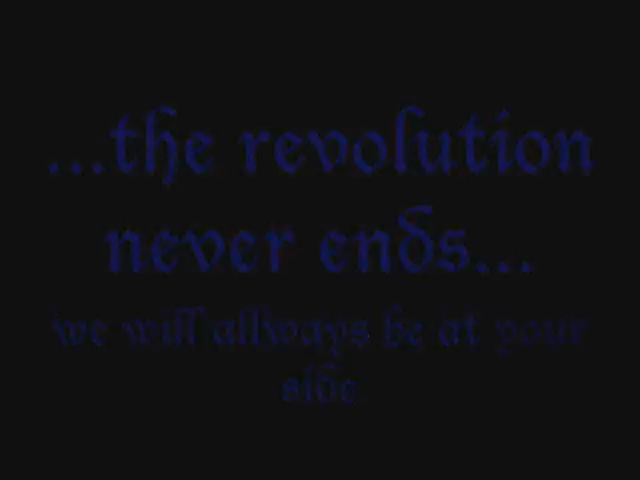 ...the revolution
never ends...
we will allways be at your
side